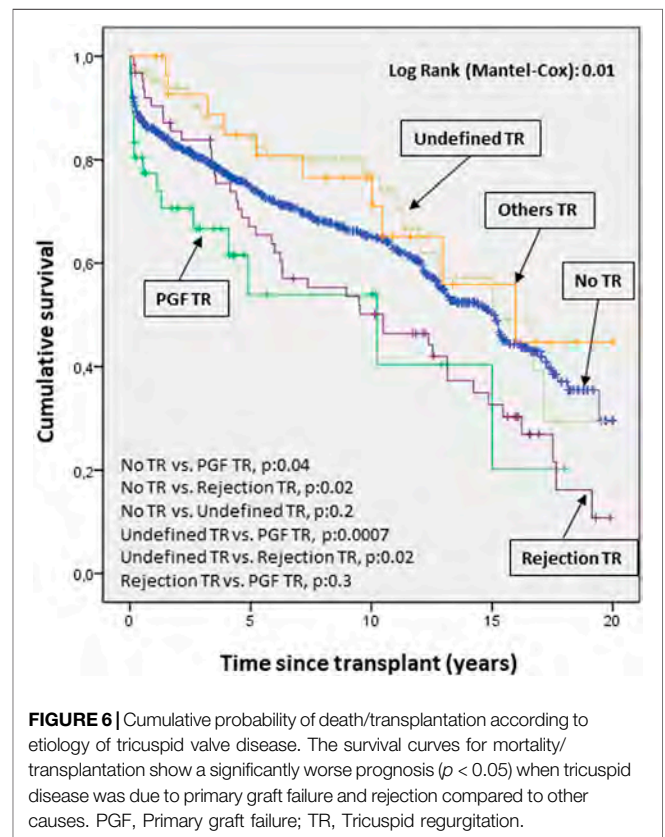 1,0
0,8
0,6
0,4
0,2
0,0
Cumulative survival
Log Rank (Mantel-Cox): 0.01
Undefined TR
Others TR
No TR
PGF TR
No TR vs. PGF TR, p:0.04
No TR vs. Rejection TR, p:0.02
No TR vs. Undefined TR, p:0.2
Undefined TR vs. PGF TR, p:0.0007
Undefined TR vs. Rejection TR, p:0.02
Rejection TR vs. PGF TR, p:0.3
Rejection TR
0 5 10 15 20
Time since transplant (years)
FIGURE 6 | Cumulative probability of death/transplantation according to
etiology of tricuspid valve disease. The survival curves for mortality/
transplantation show a significantly worse prognosis (p < 0.05) when tricuspid
disease was due to primary graft failure and rejection compared to other
causes. PGF, Primary graft failure; TR, Tricuspid regurgitation.